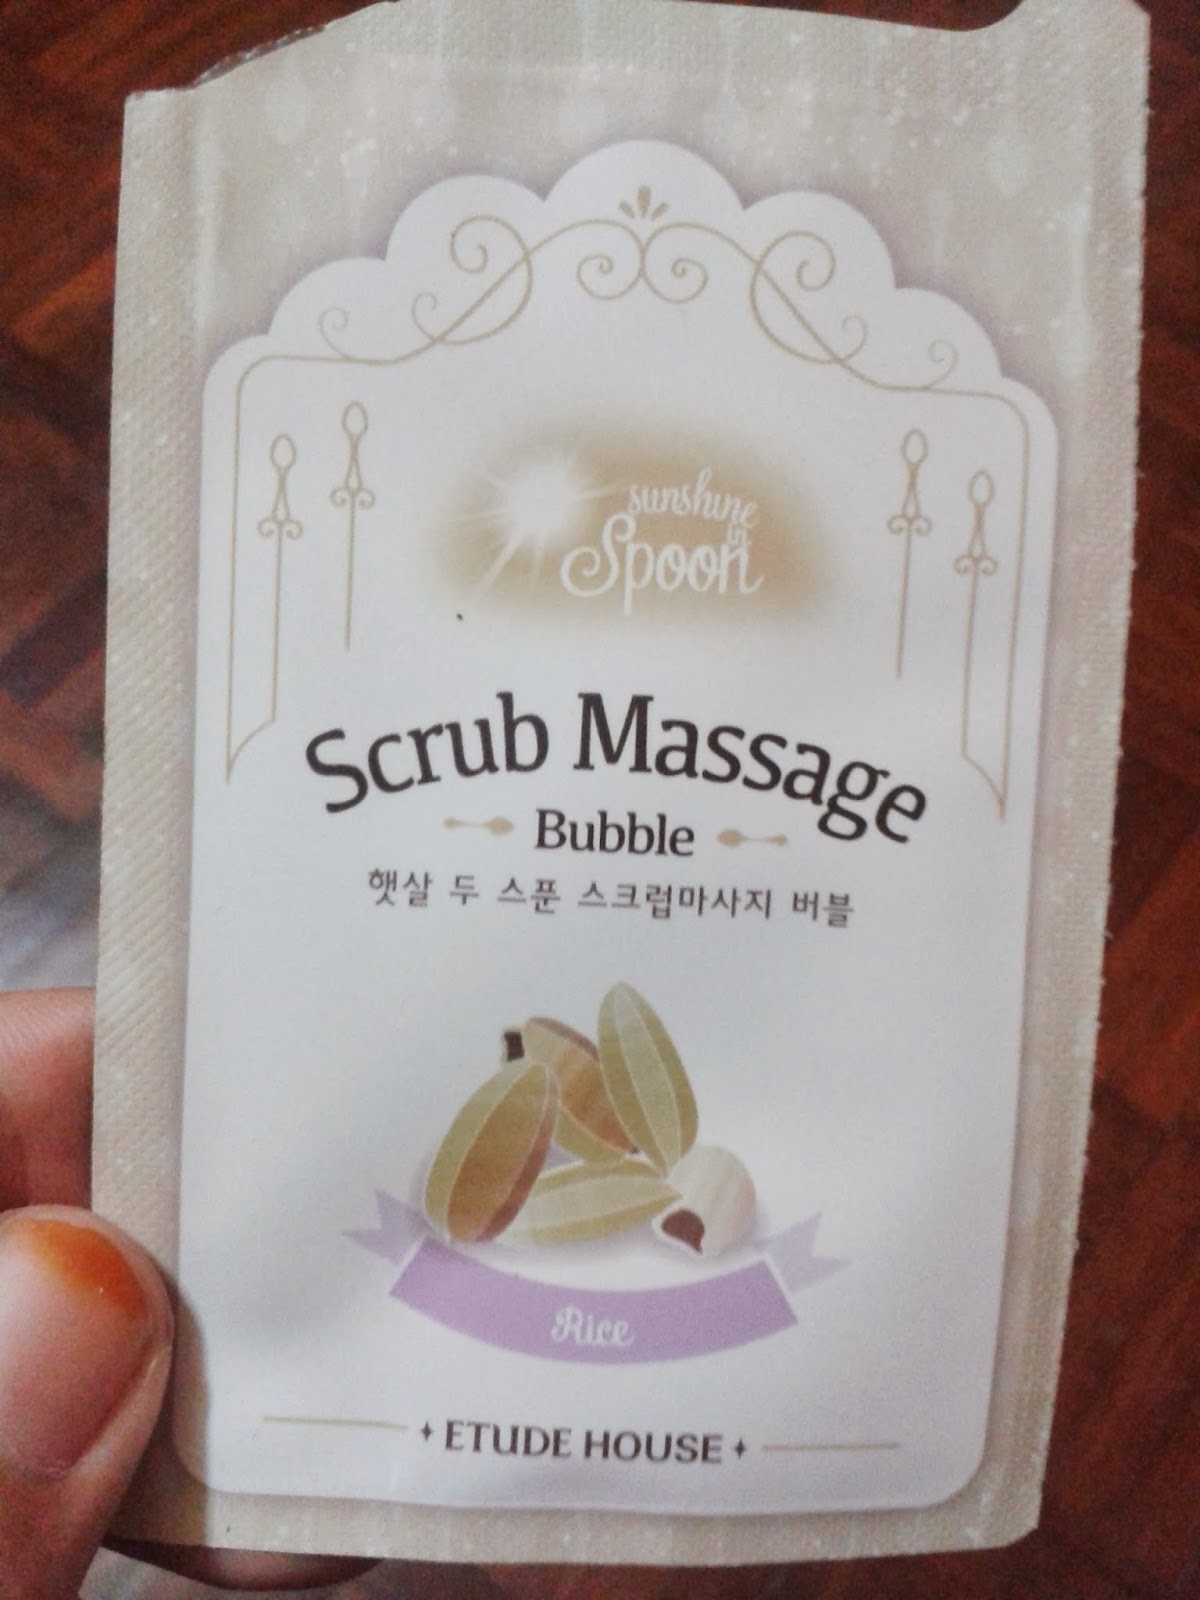 sunshine
in
Spoon
Scrub Massage
Bubble
햇살 두 스푼 스크럽마사지 버블
Rice
ETUDE HOUSE